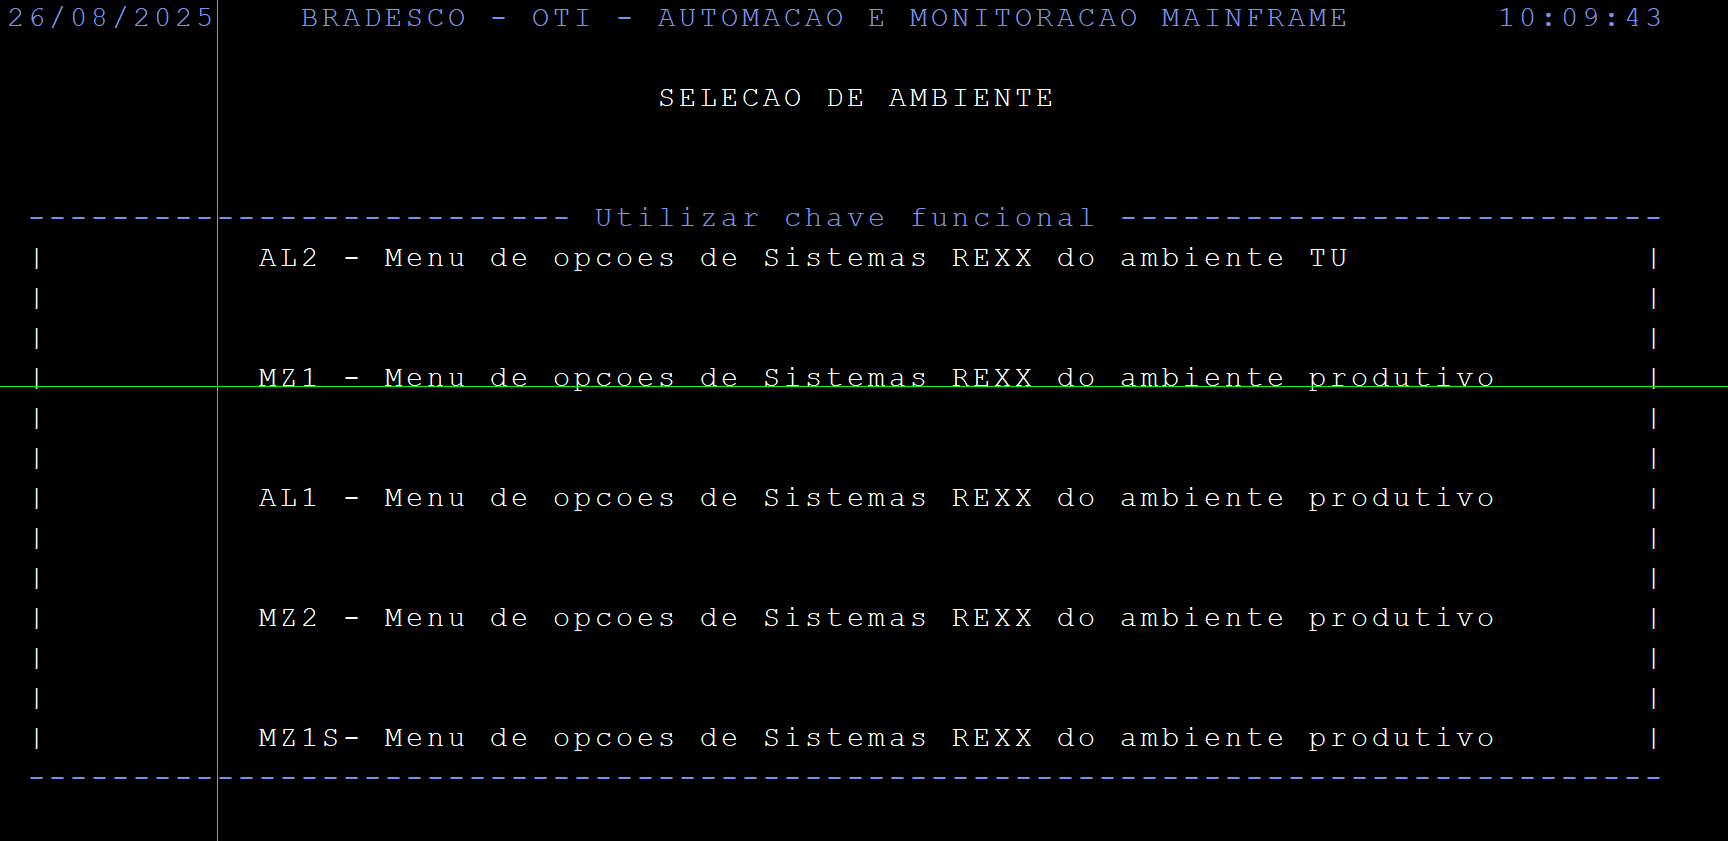 26/08/2025 BRADESCO - OTI - AUTOMACAO E MONITORACAO MAINFRAME 10:09:43
SELECAO DE AMBIENTE
-------------------------- Utilizar chave funcional --------------------------
| AL2 - Menu de opcoes de Sistemas REXX do ambiente TU |
| |
| |
| MZ1 - Menu de opcoes de Sistemas REXX do ambiente produtivo |
| |
| |
| AL1 - Menu de opcoes de Sistemas REXX do ambiente produtivo |
| |
| |
| MZ2 - Menu de opcoes de Sistemas REXX do ambiente produtivo |
| |
| |
| MZ1S- Menu de opcoes de Sistemas REXX do ambiente produtivo |
------------------------------------------------------------------------------